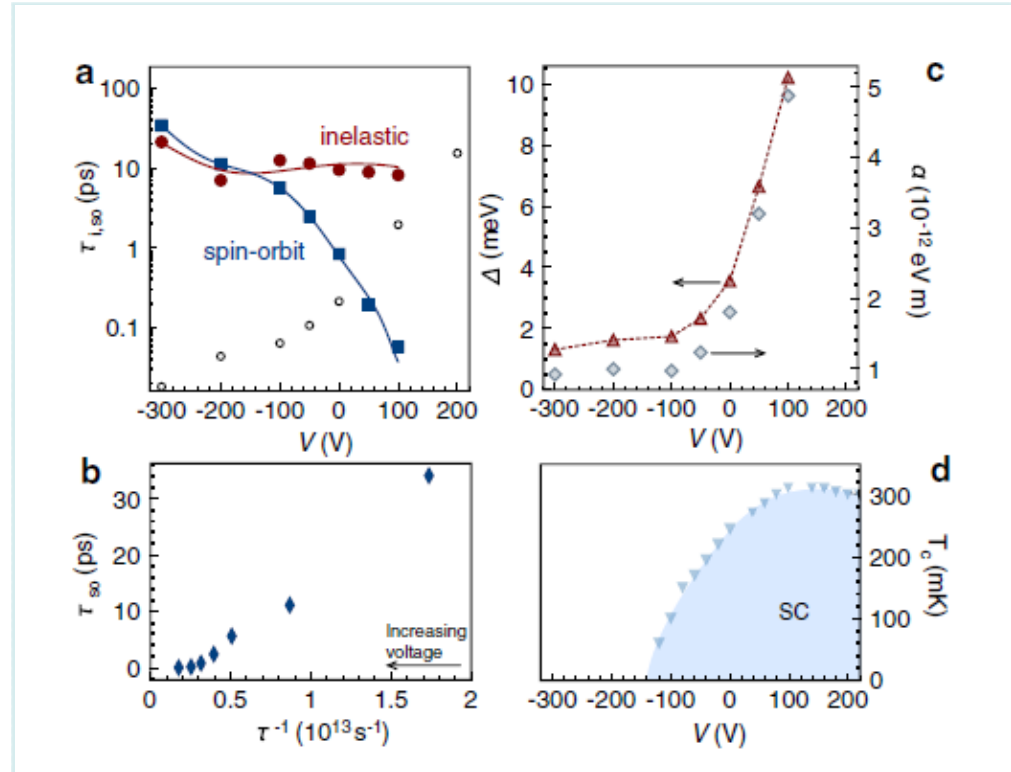 a
100
10
1
0.1
τ i,so (ps)
inelastic
spin-orbit
-300 -200 -100 0 100 200
V (V)
c
10
8
6
4
2
0
Δ (meV)
5
4
3
2
1
α (10⁻¹² eV m)
-300 -200 -100 0 100 200
V (V)
b
30
20
10
0
τ so (ps)
Increasing
voltage
0 0.5 1 1.5 2
τ⁻¹ (10¹³s⁻¹)
d
300
200
100
0
T c (mK)
SC
-300 -200 -100 0 100 200
V (V)